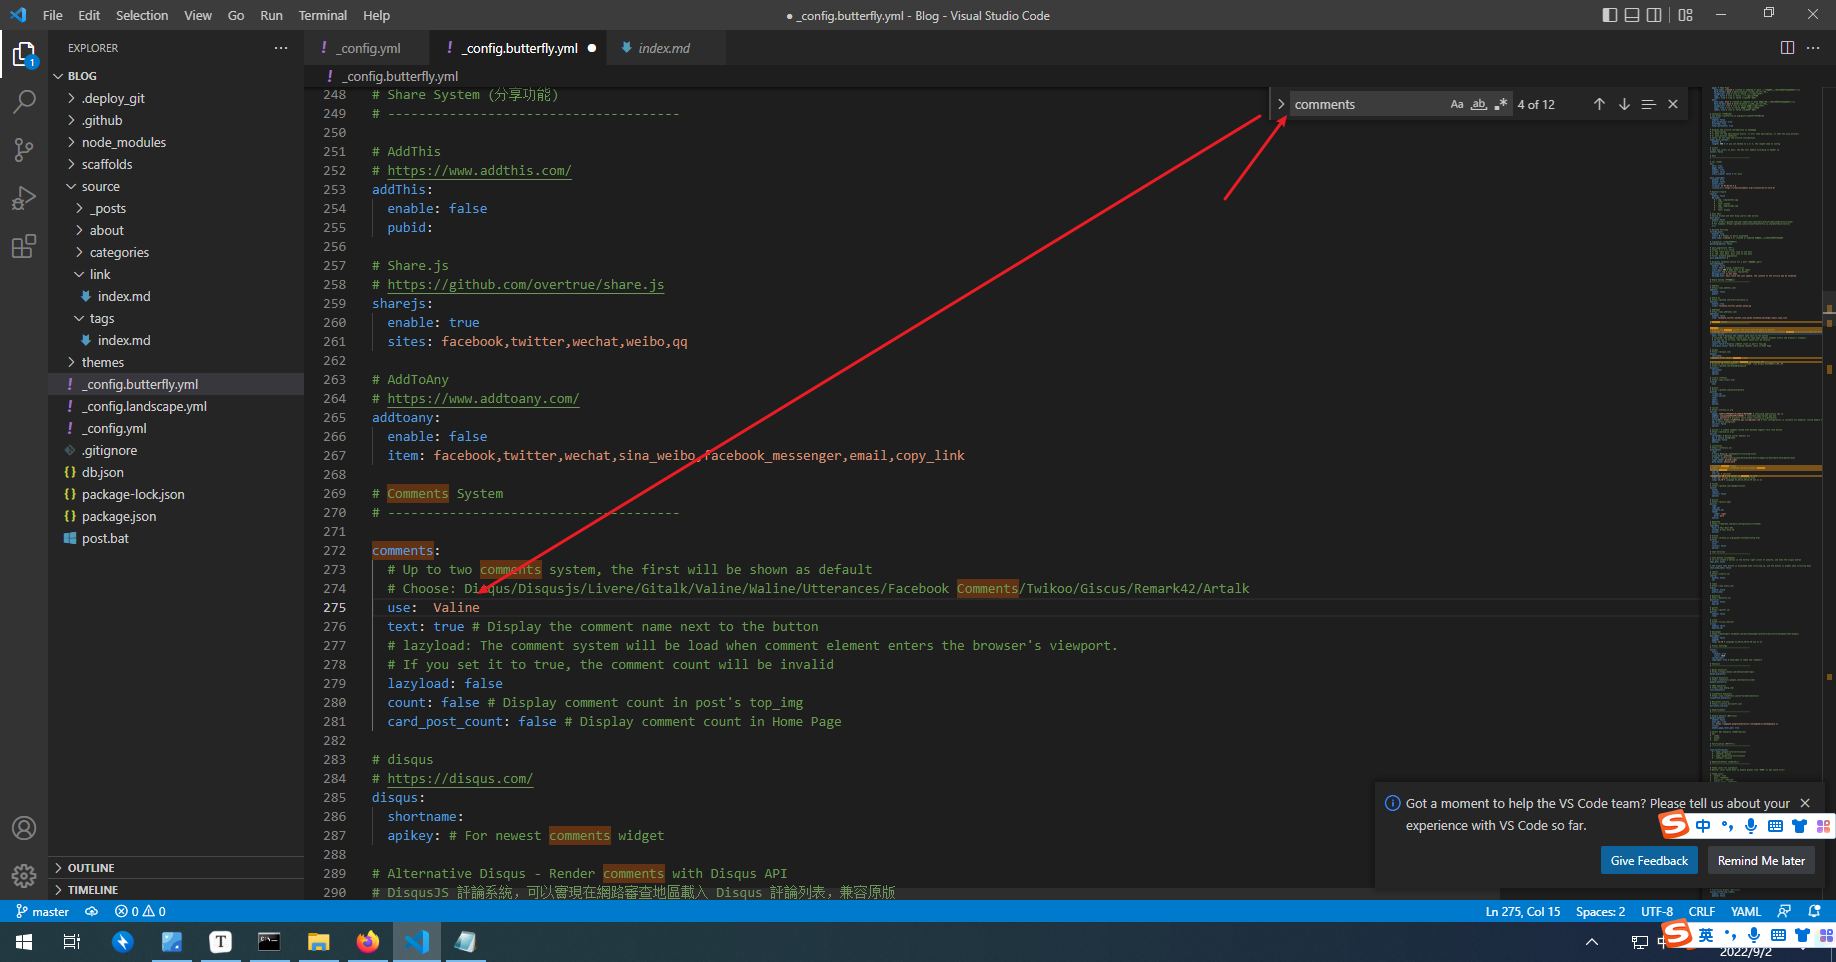 File Edit Selection View Go Run Terminal Help
● _config.butterfly.yml - Blog - Visual Studio Code
EXPLORER
BLOG
.deploy_git
.github
node_modules
scaffolds
source
_posts
about
categories
link
index.md
tags
index.md
themes
! _config.butterfly.yml
! _config.landscape.yml
! _config.yml
.gitignore
{} db.json
{} package-lock.json
{} package.json
post.bat
OUTLINE
TIMELINE
1
! _config.yml
! _config.butterfly.yml ●
index.md
! _config.butterfly.yml
comments Aa ab .* 4 of 12
248 # Share System (分享功能)
249 # --------------------------------------
250
251 # AddThis
252 # https://www.addthis.com/
253 addThis:
254 enable: false
255 pubid:
256
257 # Share.js
258 # https://github.com/overtrue/share.js
259 sharejs:
260 enable: true
261 sites: facebook,twitter,wechat,weibo,qq
262
263 # AddToAny
264 # https://www.addtoany.com/
265 addtoany:
266 enable: false
267 item: facebook,twitter,wechat,sina_weibo,facebook_messenger,email,copy_link
268
269 # Comments System
270 # --------------------------------------
271
272 comments:
273 # Up to two comments system, the first will be shown as default
274 # Choose: Disqus/Disqusjs/Livere/Gitalk/Valine/Waline/Utterances/Facebook Comments/Twikoo/Giscus/Remark42/Artalk
275 use: Valine
276 text: true # Display the comment name next to the button
277 # lazyload: The comment system will be load when comment element enters the browser's viewport.
278 # If you set it to true, the comment count will be invalid
279 lazyload: false
280 count: false # Display comment count in post's top_img
281 card_post_count: false # Display comment count in Home Page
282
283 # disqus
284 # https://disqus.com/
285 disqus:
286 shortname:
287 apikey: # For newest comments widget
288
289 # Alternative Disqus - Render comments with Disqus API
290 # DisqusJS 評論系統，可以實現在網路審查地區載入 Disqus 評論列表，兼容原版
Got a moment to help the VS Code team? Please tell us about your
experience with VS Code so far.
Give Feedback Remind Me later
S 中
master ⊗ 0 ⚠ 0
Ln 275, Col 15 Spaces: 2 UTF-8 CRLF YAML
T
S 英
2022/9/2